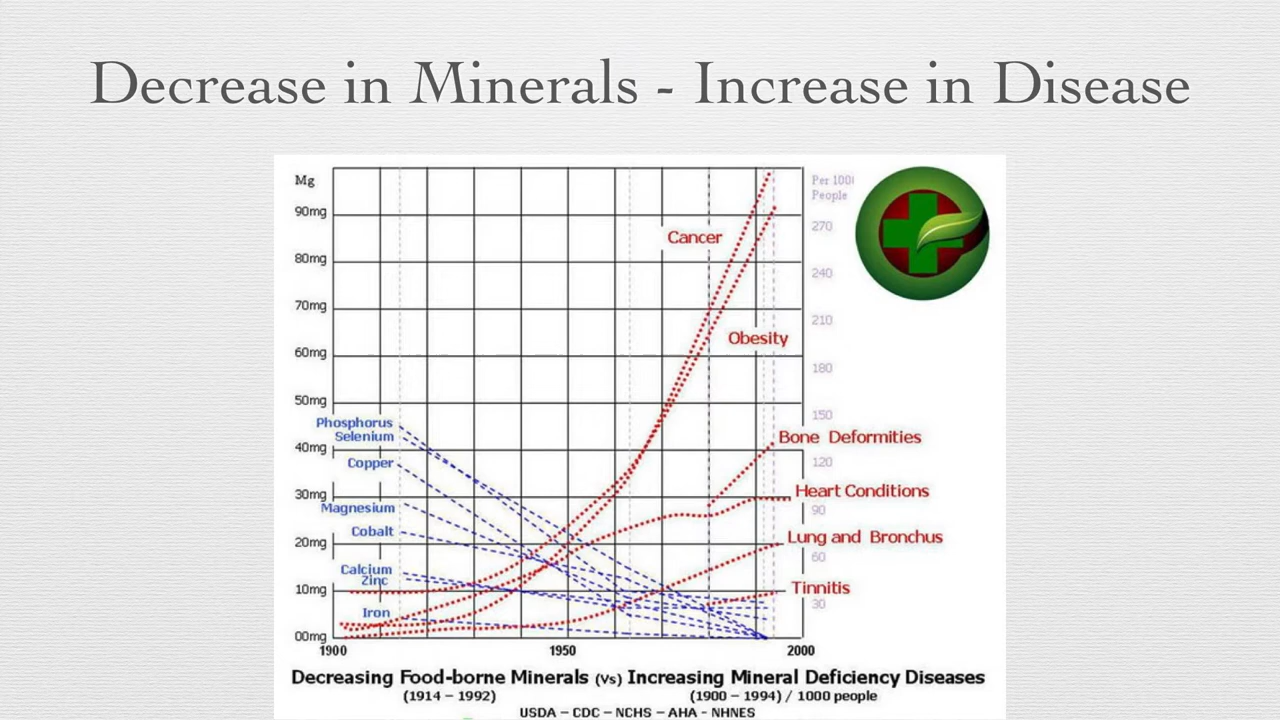 Decrease in Minerals - Increase in Disease
Mg
90mg
80mg
70mg
60mg
50mg
40mg
30mg
20mg
10mg
00mg
Phosphorus
Selenium
Copper
Magnesium
Cobalt
Calcium
Zinc
Iron
Cancer
Obesity
Bone Deformities
Heart Conditions
Lung and Bronchus
Tinnitis
Per 100
People
270
240
210
180
150
120
90
60
30
1900
1950
2000
Decreasing Food-borne Minerals (Vs) Increasing Mineral Deficiency Diseases
(1914 – 1992) (1900 – 1994) / 1000 people
USDA – CDC – NCHS – AHA - NHNES